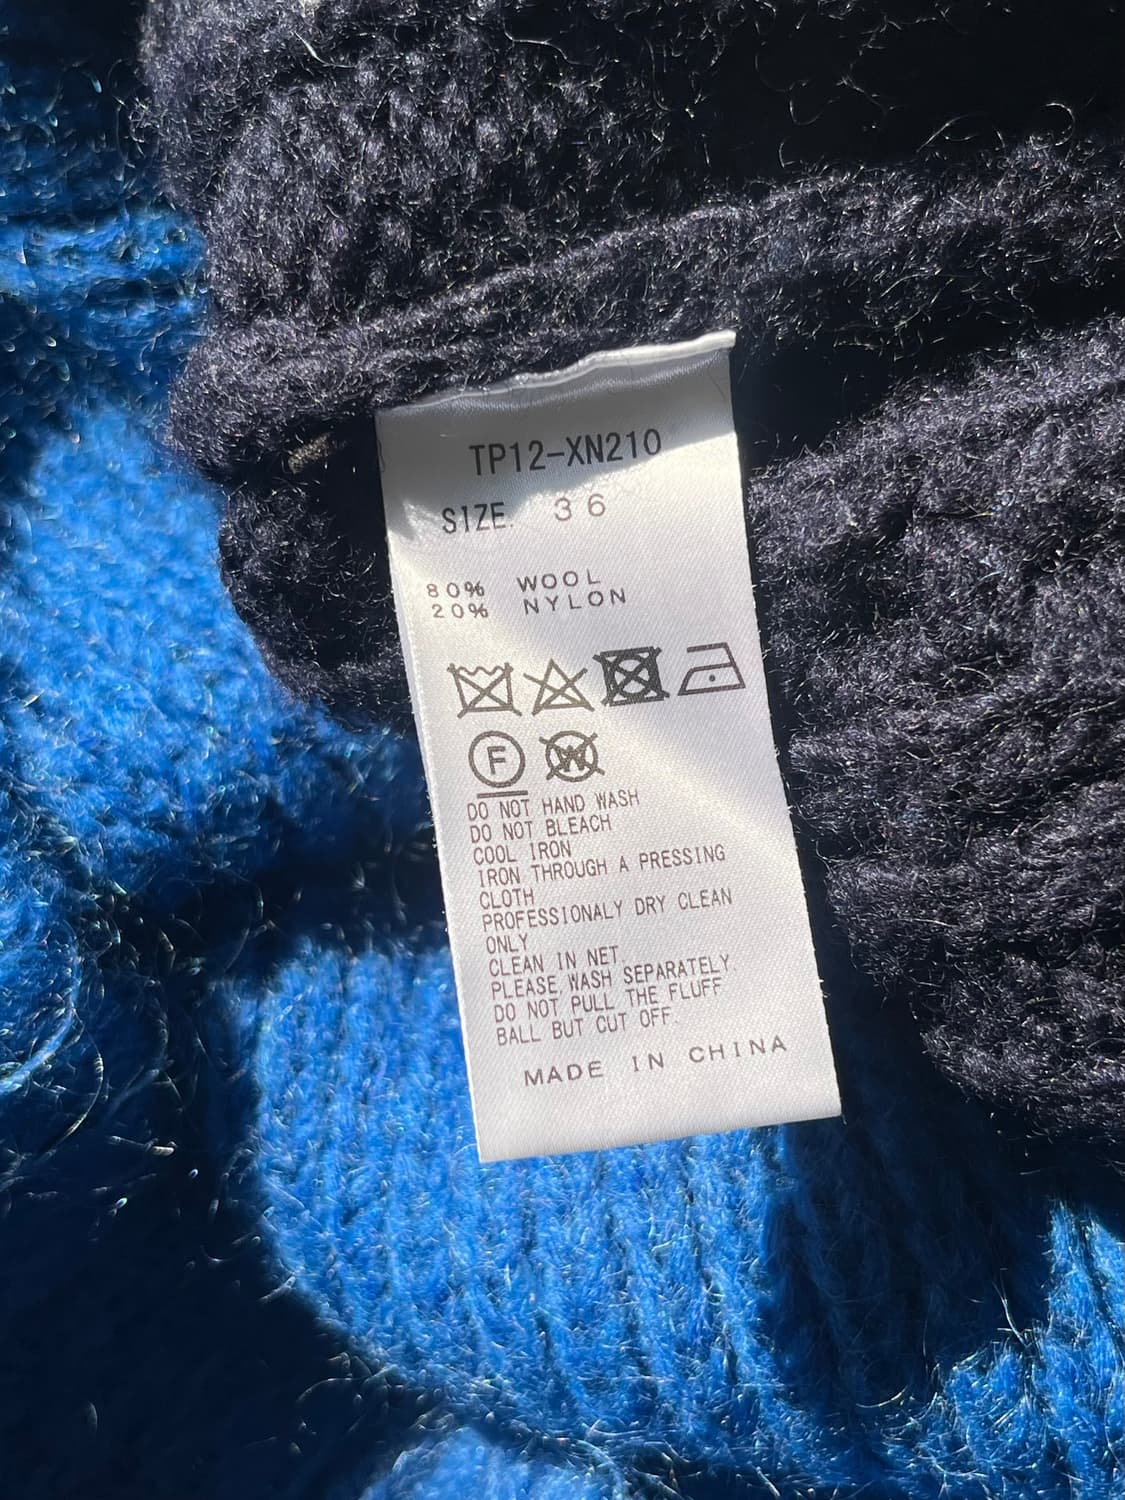 TP12-XN210
SIZE. 36
80% WOOL
20% NYLON
F W
DO NOT HAND WASH
DO NOT BLEACH
COOL IRON
IRON THROUGH A PRESSING
CLOTH
PROFESSIONALY DRY CLEAN
ONLY
CLEAN IN NET.
PLEASE WASH SEPARATELY.
DO NOT PULL THE FLUFF
BALL BUT CUT OFF.
MADE IN CHINA